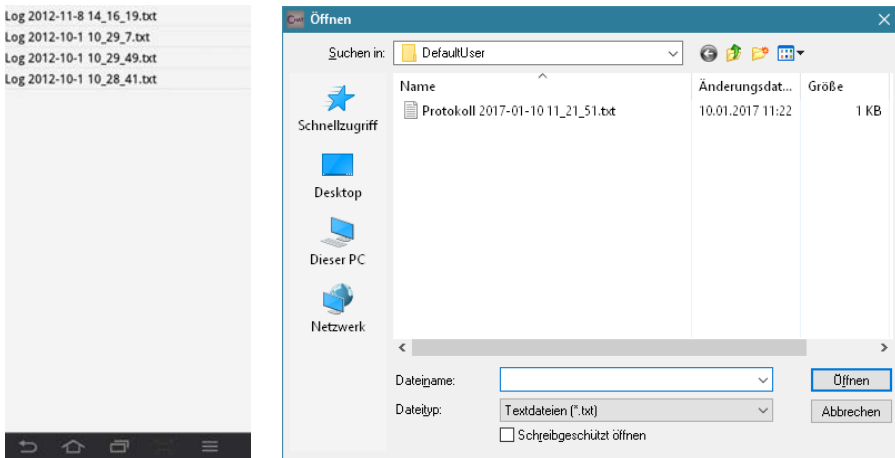 Log 2012-11-8 14_16_19.txt
Log 2012-10-1 10_29_7.txt
Log 2012-10-1 10_29_49.txt
Log 2012-10-1 10_28_41.txt
Öffnen
Suchen in:
DefaultUser
Name
Änderungsdat...
Größe
Protokoll 2017-01-10 11_21_51.txt
10.01.2017 11:22
1 KB
Schnellzugriff
Desktop
Dieser PC
Netzwerk
Dateiname:
Öffnen
Dateityp:
Textdateien (*.txt)
Abbrechen
Schreibgeschützt öffnen